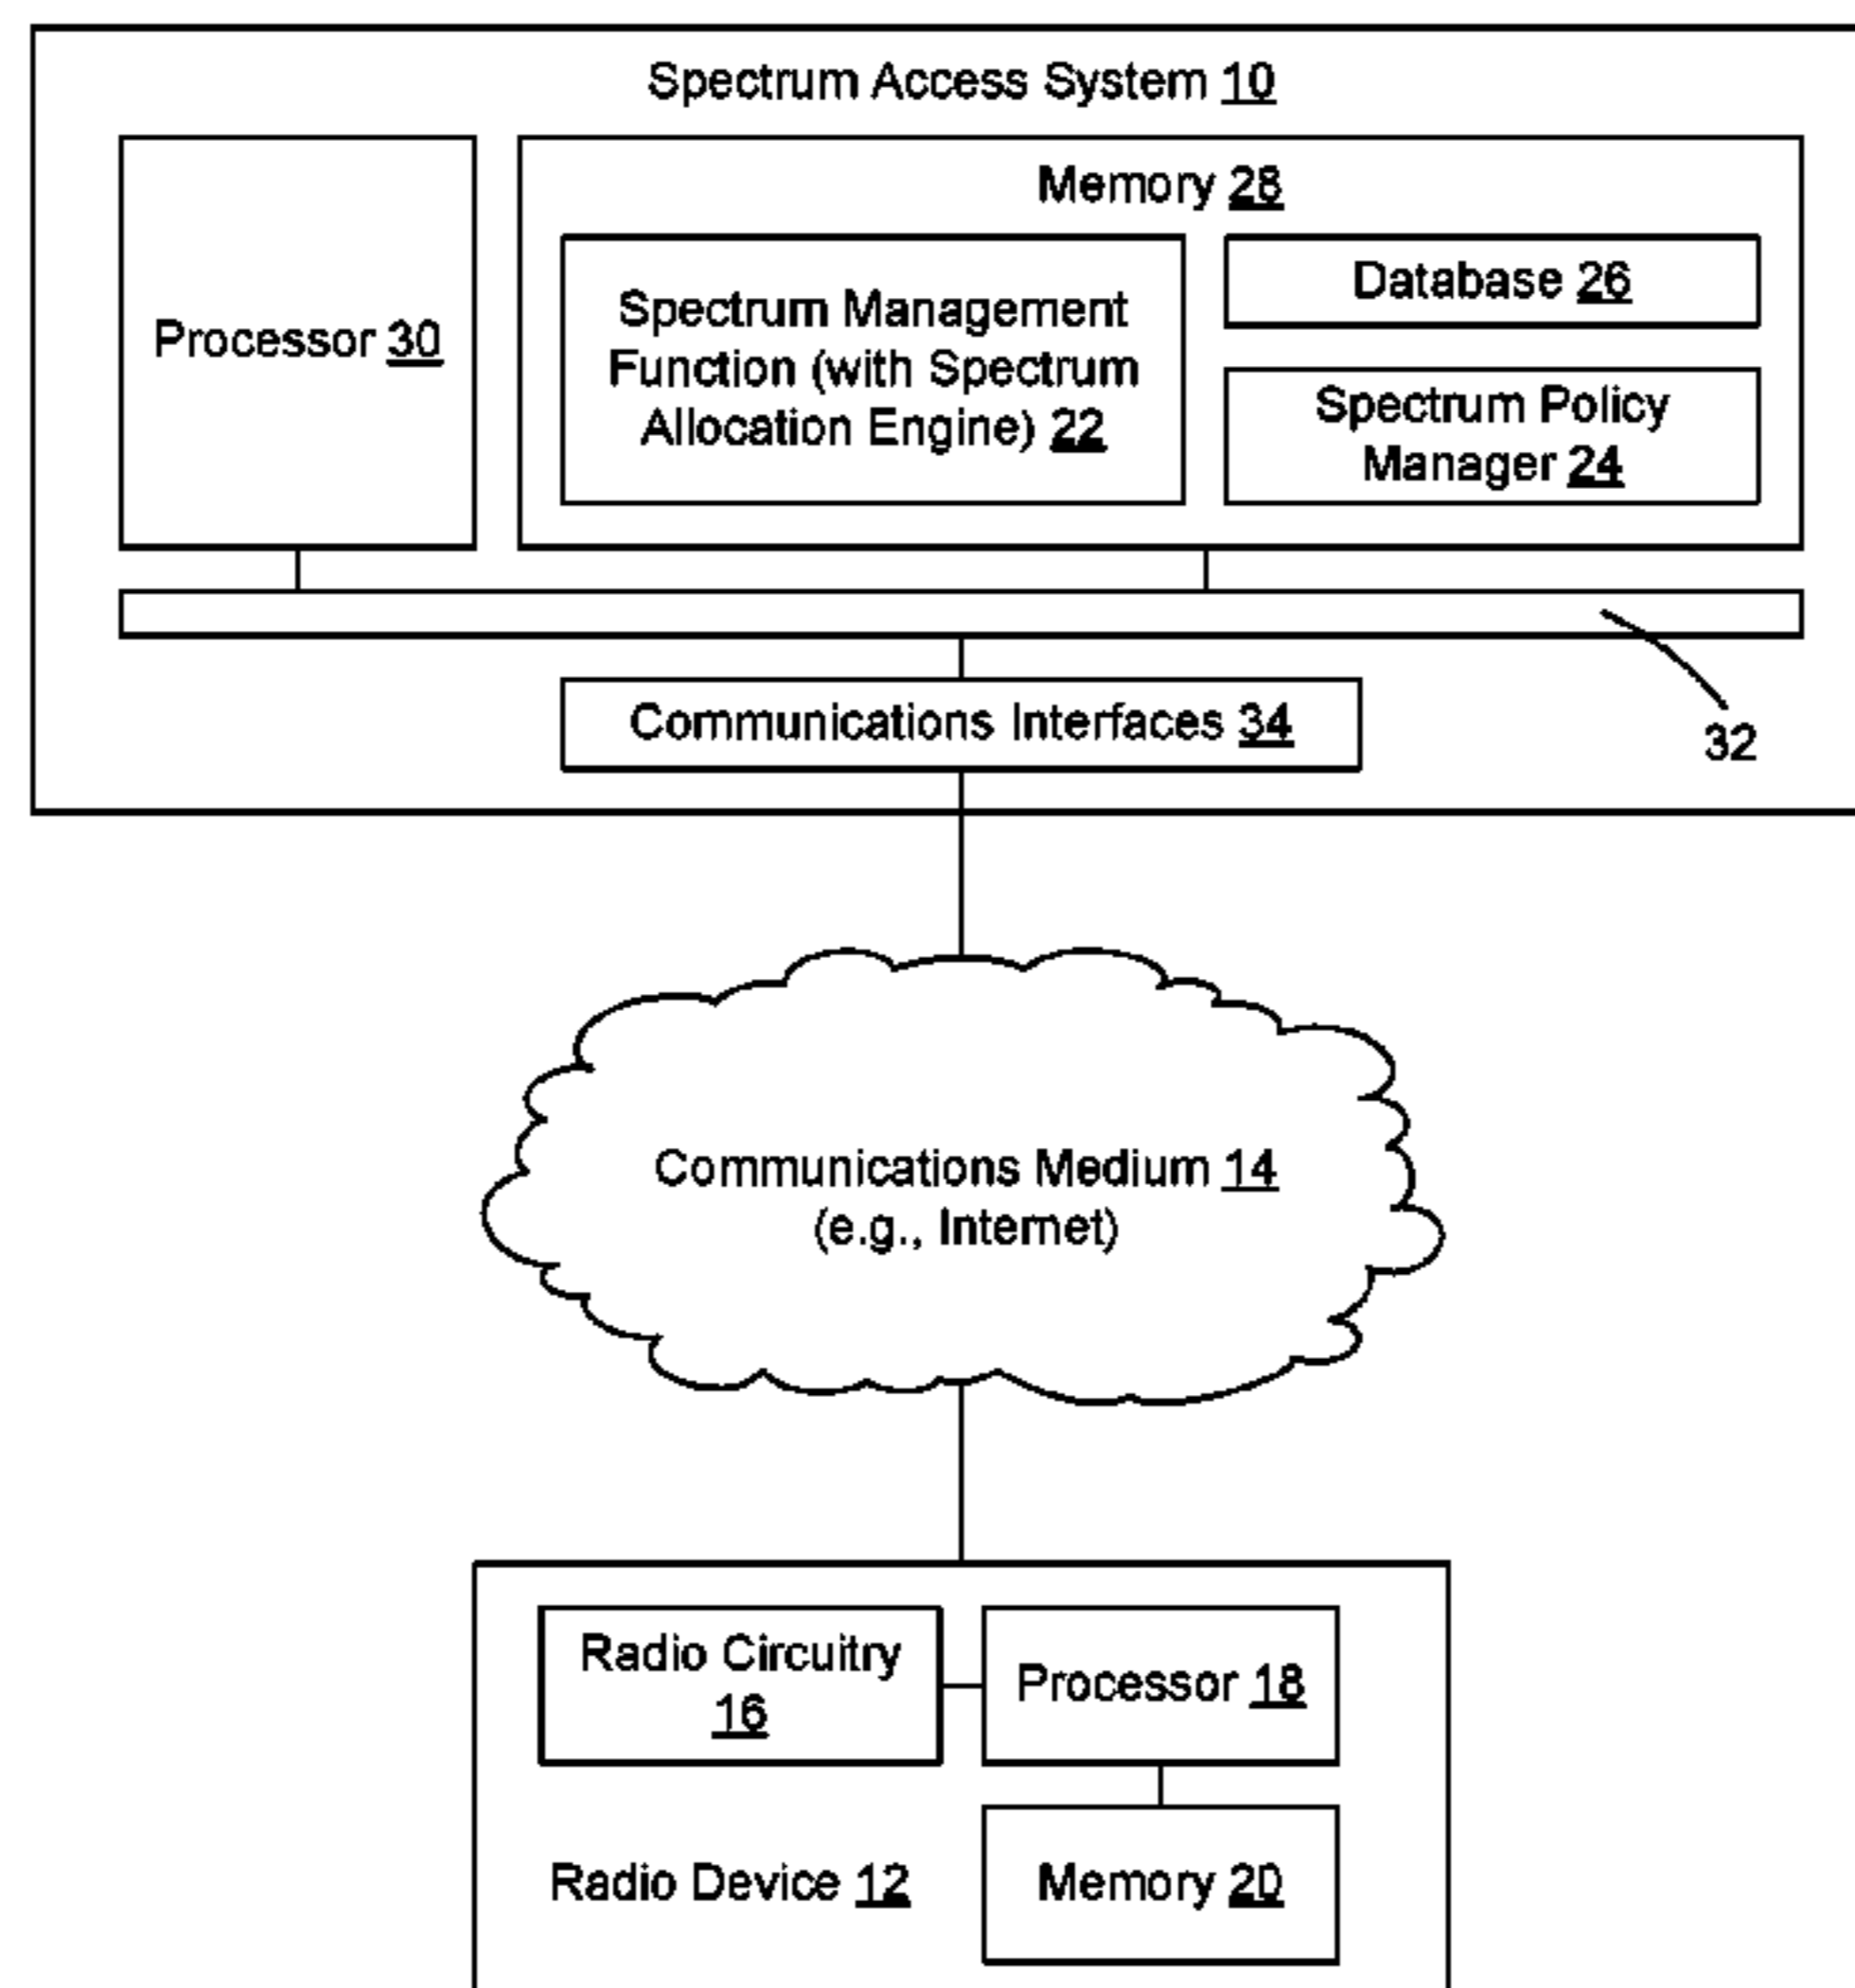 Spectrum Access System 10
Processor 30
Memory 28
Spectrum Management
Function (with Spectrum
Allocation Engine) 22
Database 26
Spectrum Policy
Manager 24
32
Communications Interfaces 34
Communications Medium 14
(e.g., Internet)
Radio Circuitry
16
Processor 18
Radio Device 12
Memory 20